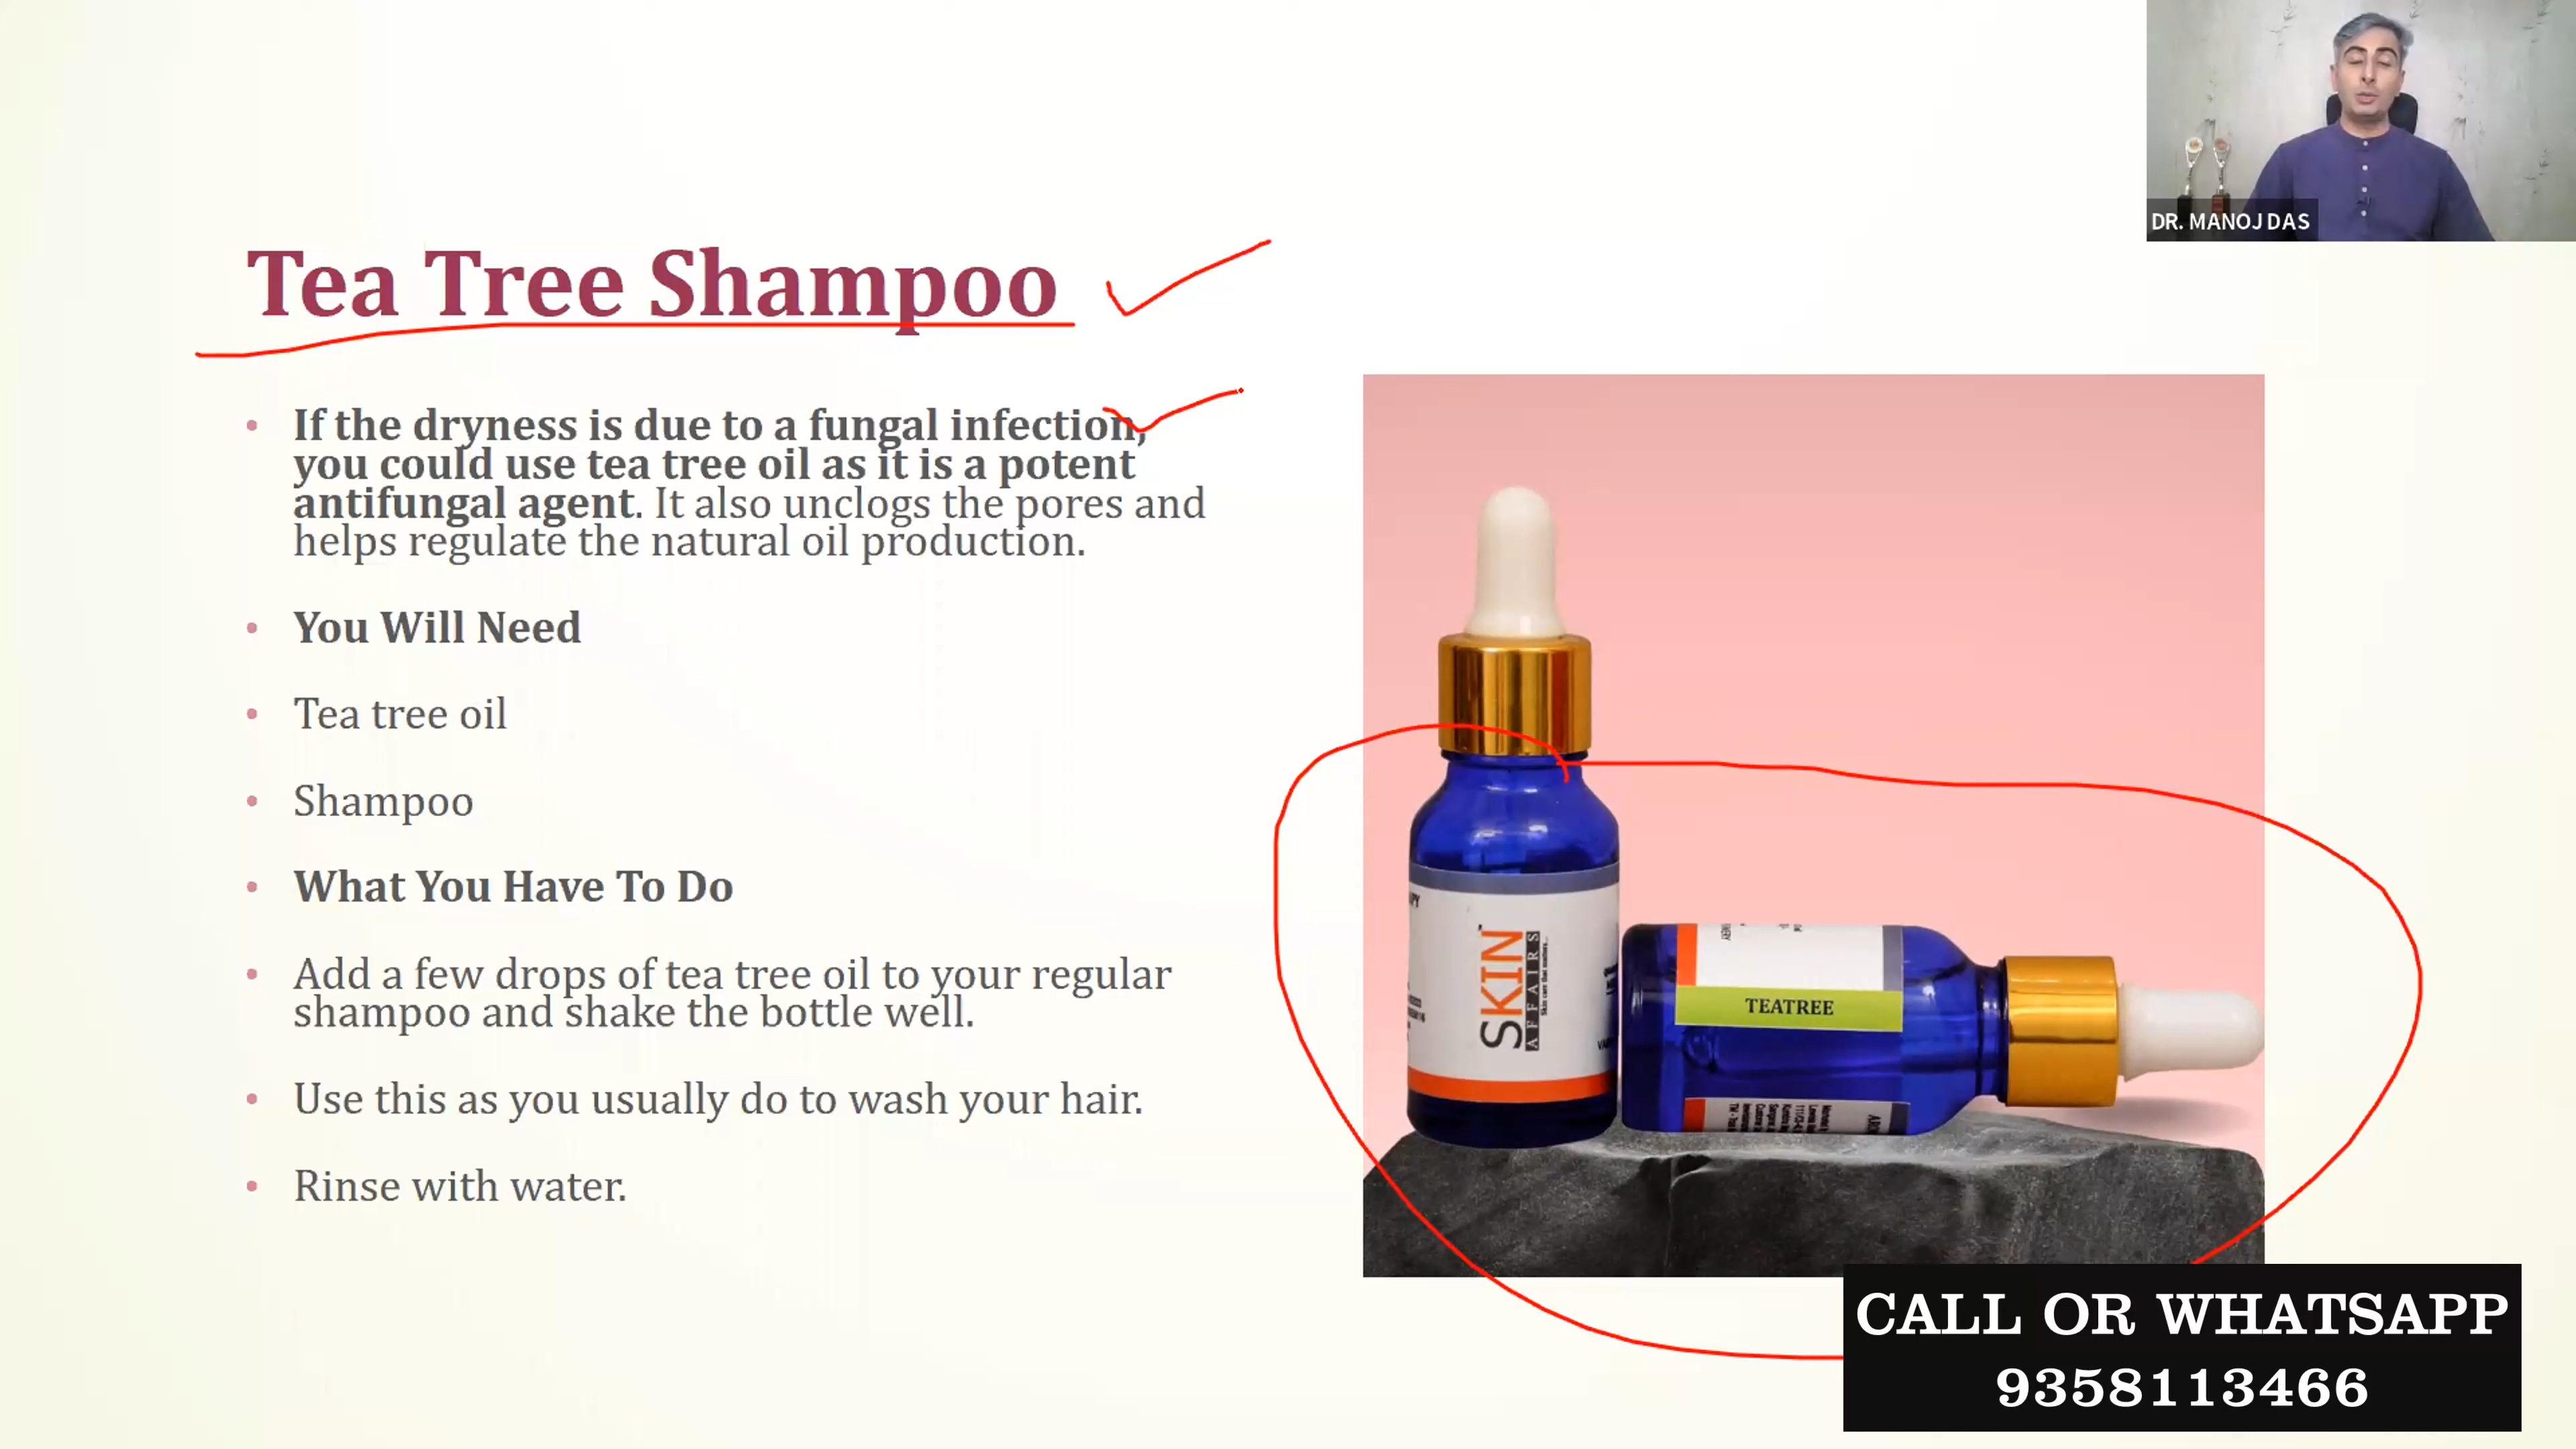 DR. MANOJ DAS
Tea Tree Shampoo
If the dryness is due to a fungal infection,
you could use tea tree oil as it is a potent
antifungal agent. It also unclogs the pores and
helps regulate the natural oil production.
You Will Need
Tea tree oil
Shampoo
What You Have To Do
Add a few drops of tea tree oil to your regular
shampoo and shake the bottle well.
Use this as you usually do to wash your hair.
Rinse with water.
SKIN
AFFAIRS
Skin care that matters...
TEATREE
CALL OR WHATSAPP
9358113466